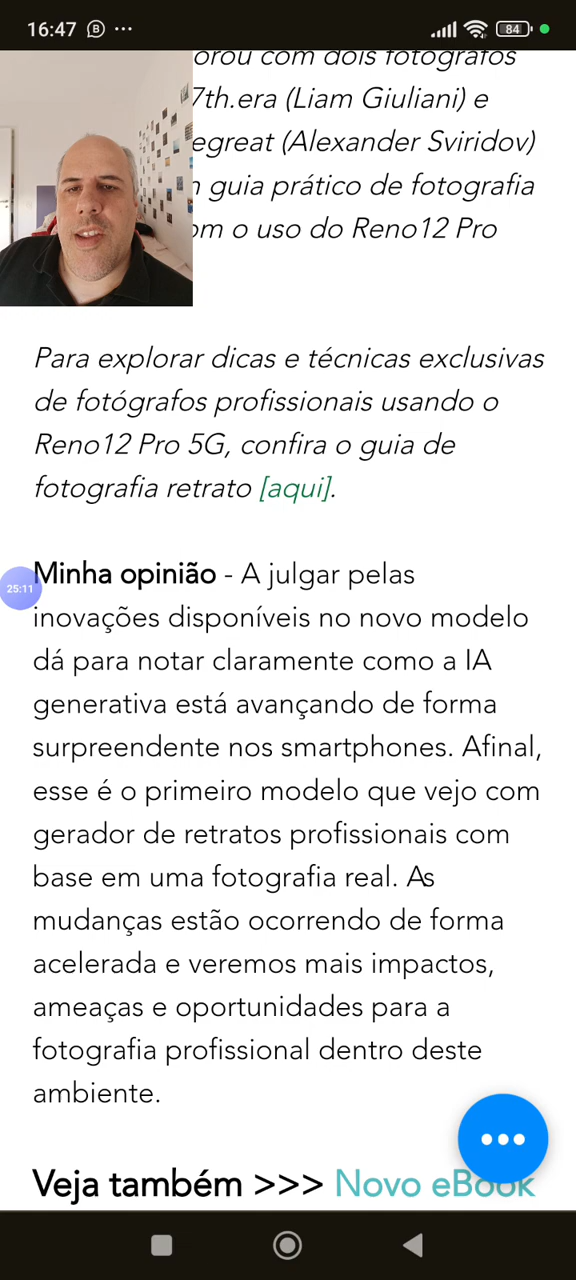 16:47
84
orou com dois fotógrafos
7th.era (Liam Giuliani) e
egreat (Alexander Sviridov)
guia prático de fotografia
om o uso do Reno12 Pro
Para explorar dicas e técnicas exclusivas
de fotógrafos profissionais usando o
Reno12 Pro 5G, confira o guia de
fotografia retrato [aqui].
25:11
Minha opinião - A julgar pelas
inovações disponíveis no novo modelo
dá para notar claramente como a IA
generativa está avançando de forma
surpreendente nos smartphones. Afinal,
esse é o primeiro modelo que vejo com
gerador de retratos profissionais com
base em uma fotografia real. As
mudanças estão ocorrendo de forma
acelerada e veremos mais impactos,
ameaças e oportunidades para a
fotografia profissional dentro deste
ambiente.
Veja também >>> Novo eBook